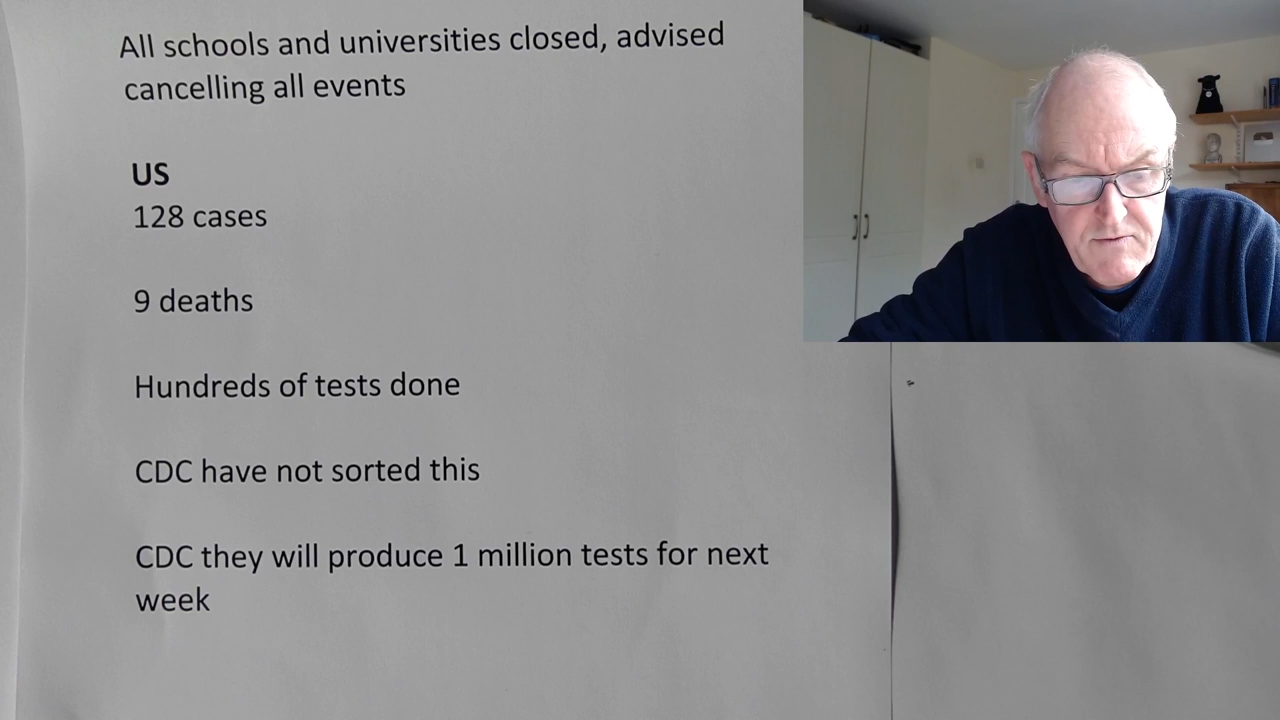 All schools and universities closed, advised
cancelling all events
US
128 cases
9 deaths
Hundreds of tests done
CDC have not sorted this
CDC they will produce 1 million tests for next
week